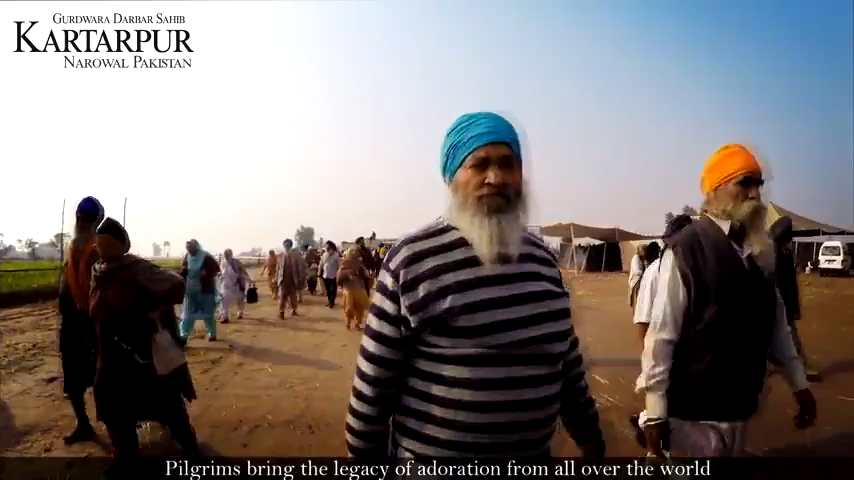 Gurdwara Darbar Sahib
Kartarpur
Narowal Pakistan
Pilgrims bring the legacy of adoration from all over the world